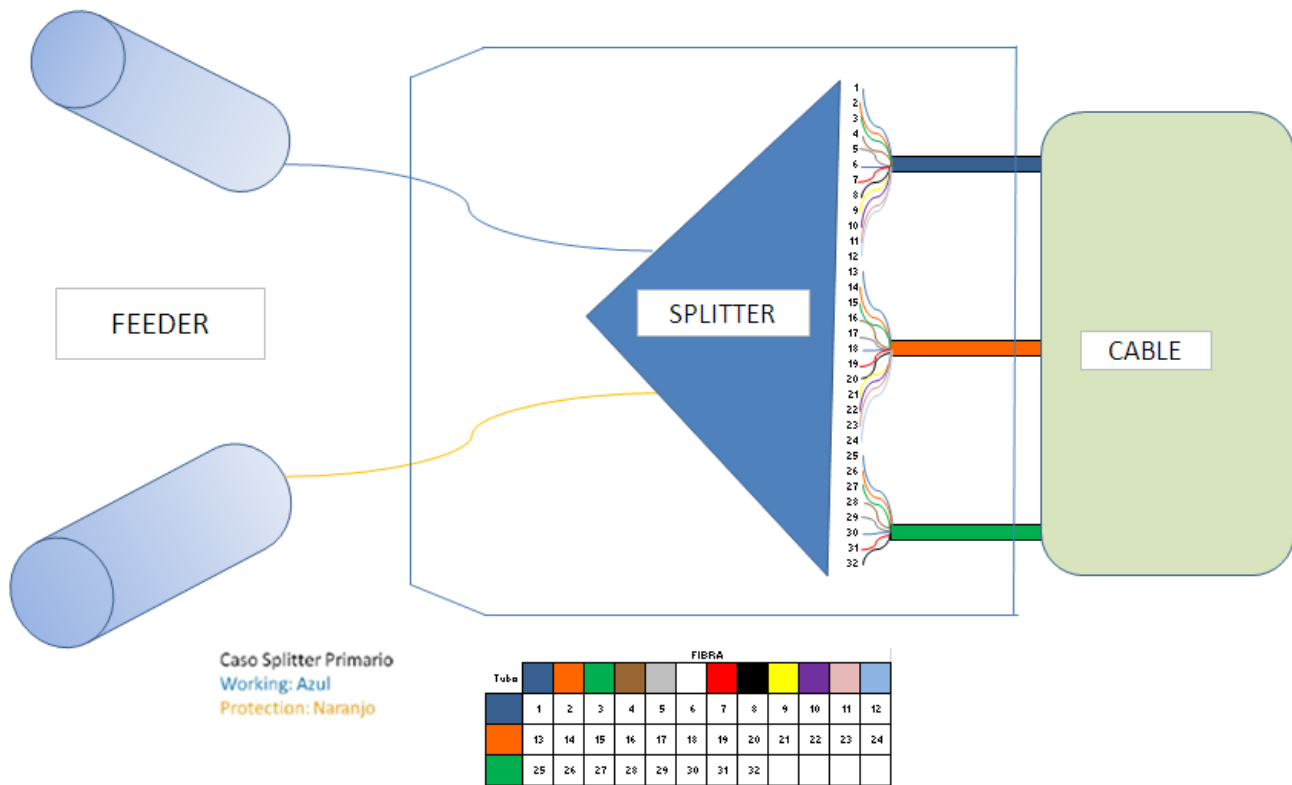 FEEDER
SPLITTER
CABLE
1
2
3
4
5
6
7
8
9
10
11
12
13
14
15
16
17
18
19
20
21
22
23
24
25
26
27
28
29
30
31
32
Caso Splitter Primario
Working: Azul
Protection: Naranjo
FIBRA
Tubo
1 2 3 4 5 6 7 8 9 10 11 12
13 14 15 16 17 18 19 20 21 22 23 24
25 26 27 28 29 30 31 32